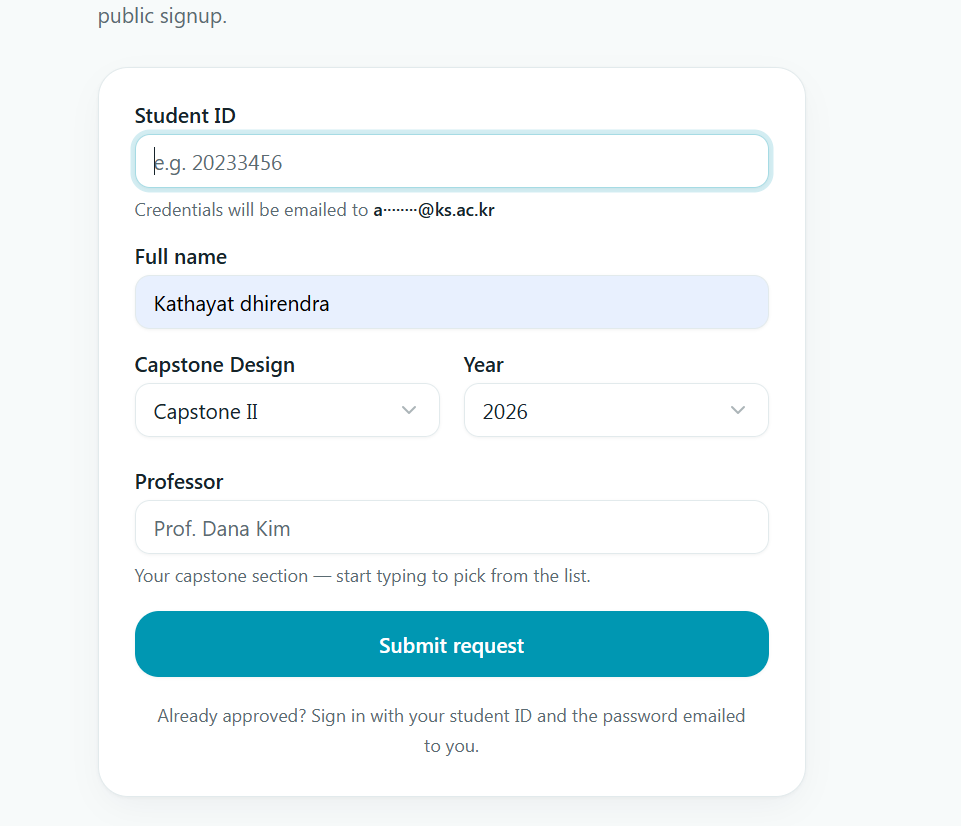 public signup.
Student ID
e.g. 20233456
Credentials will be emailed to a········@ks.ac.kr
Full name
Kathayat dhirendra
Capstone Design Year
Capstone II 2026
Professor
Prof. Dana Kim
Your capstone section — start typing to pick from the list.
Submit request
Already approved? Sign in with your student ID and the password emailed
to you.